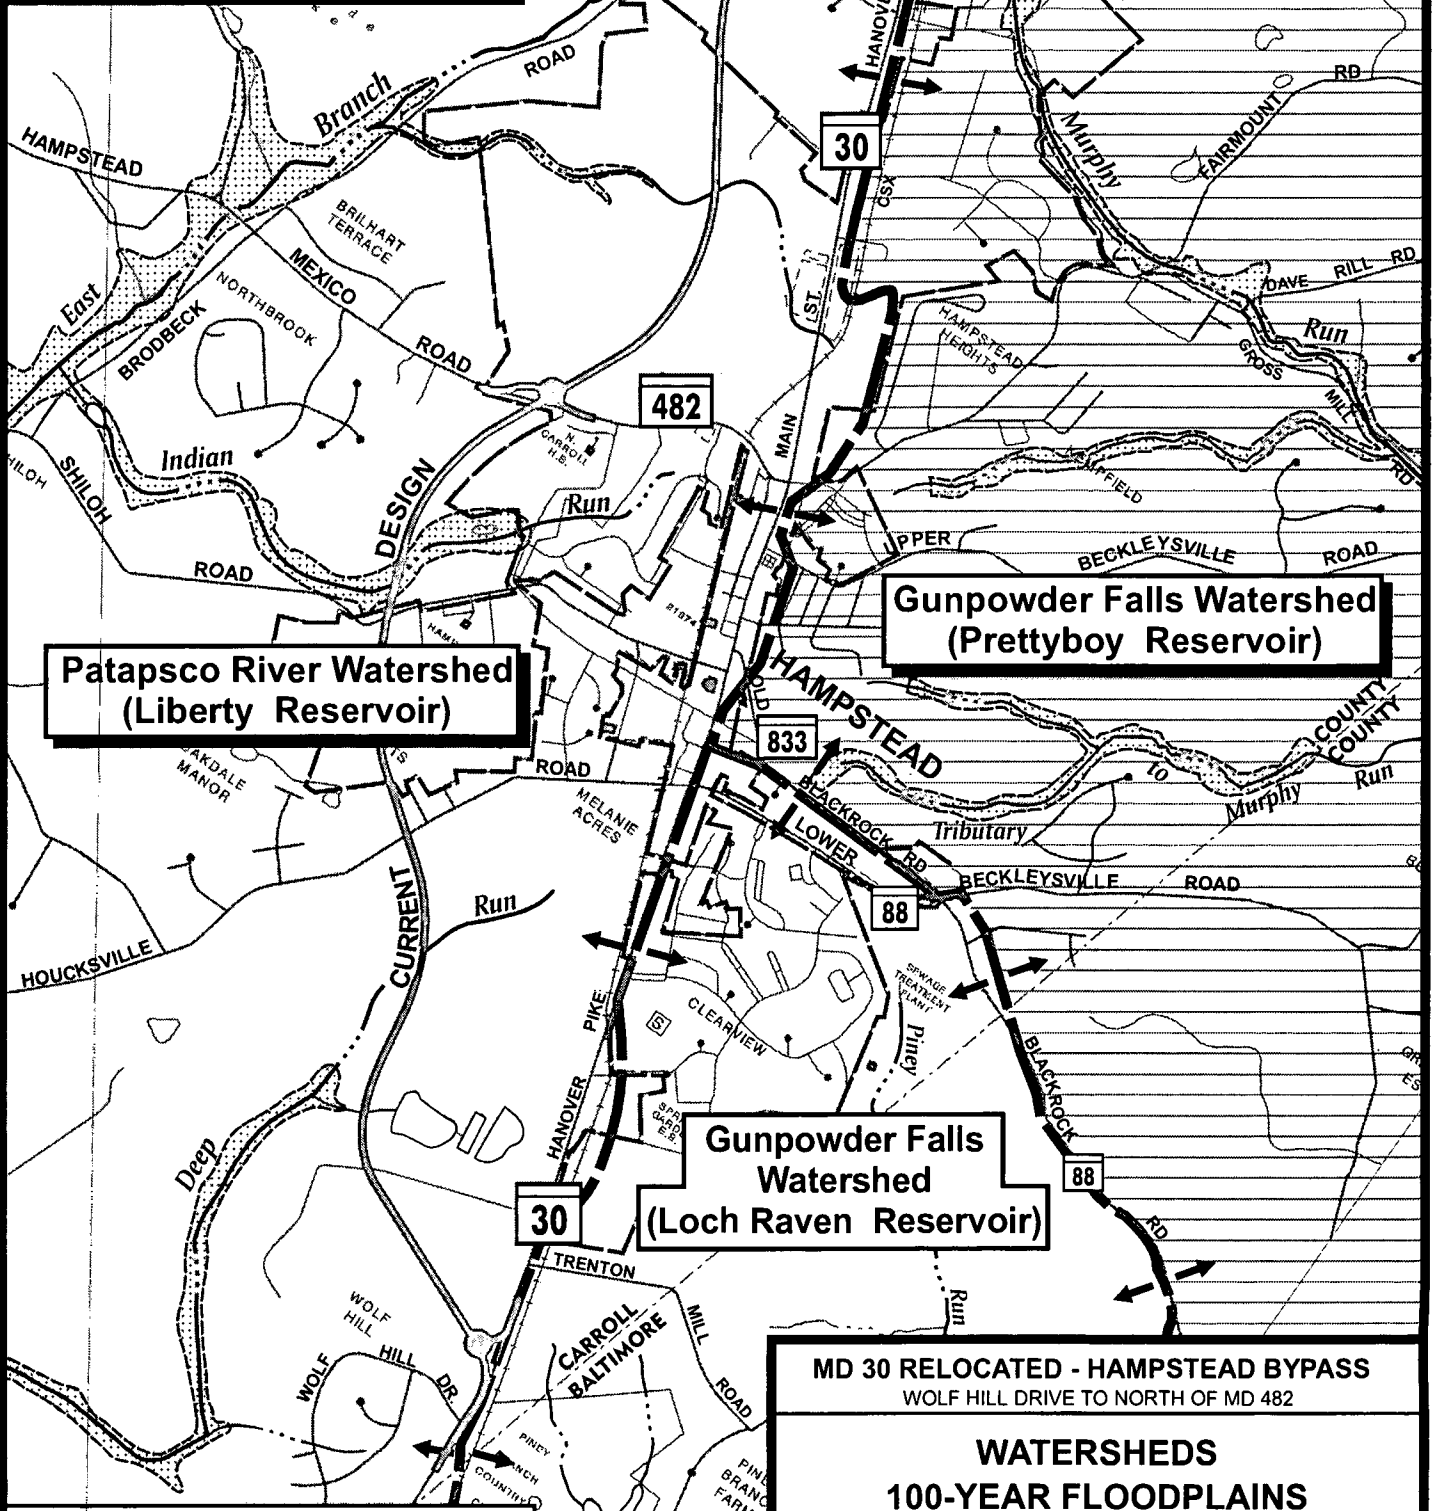 HANOVER
ROAD
Branch
RD
30
HAMPSTEAD
Murphy
FAIRMOUNT
CSX
BRILHART
TERRACE
MEXICO
East
NORTHBROOK
BRODBECK
ST.
DAVE RILL RD
HAMPSTEAD
HEIGHTS
Run
GROSS
MILL
RD
ROAD
482
MAIN
N.
CARROLL
H.S.
Indian
SHILOH
SHILOH
DESIGN
Run
ROAD
UPPER
BECKLEYSVILLE
ROAD
Gunpowder Falls Watershed
(Prettyboy Reservoir)
21074
Patapsco River Watershed
(Liberty Reservoir)
OLD
HAMPSTEAD
833
COUNTY
COUNTY
to
Murphy
Run
OAKDALE
MANOR
ROAD
MELANIE
ACRES
BLACKROCK RD
LOWER
Tributary
BECKLEYSVILLE
ROAD
88
CURRENT
Run
HOUCKSVILLE
SEWAGE
TREATMENT
PLANT
PIKE
S
CLEARVIEW
Piney
BLACKROCK
HANOVER
Deep
Gunpowder Falls
Watershed
(Loch Raven Reservoir)
88
RD
30
TRENTON
MILL
ROAD
Run
WOLF
HILL
CARROLL
BALTIMORE
WOLF
HILL
DR.
PINEY
MD 30 RELOCATED - HAMPSTEAD BYPASS
WOLF HILL DRIVE TO NORTH OF MD 482
WATERSHEDS
100-YEAR FLOODPLAINS